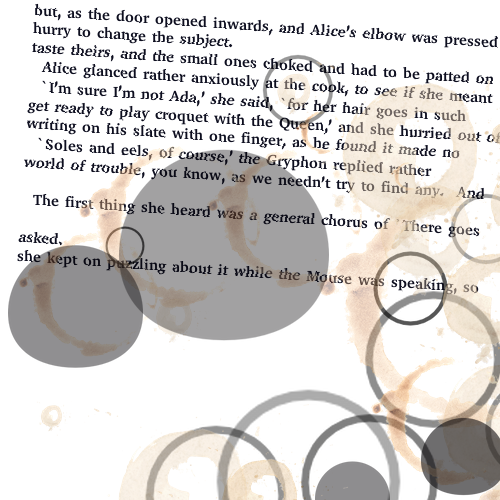 but, as the door opened inwards, and Alice's elbow was pressed
hurry to change the subject.
taste theirs, and the small ones choked and had to be patted on
Alice glanced rather anxiously at the cook, to see if she meant
`I'm sure I'm not Ada,' she said, `for her hair goes in such
get ready to play croquet with the Queen,' and she hurried out of
writing on his slate with one finger, as he found it made no
`Soles and eels, of course,' the Gryphon replied rather
world of trouble, you know, as we needn't try to find any. And
The first thing she heard was a general chorus of `There goes
asked.
she kept on puzzling about it while the Mouse was speaking, so